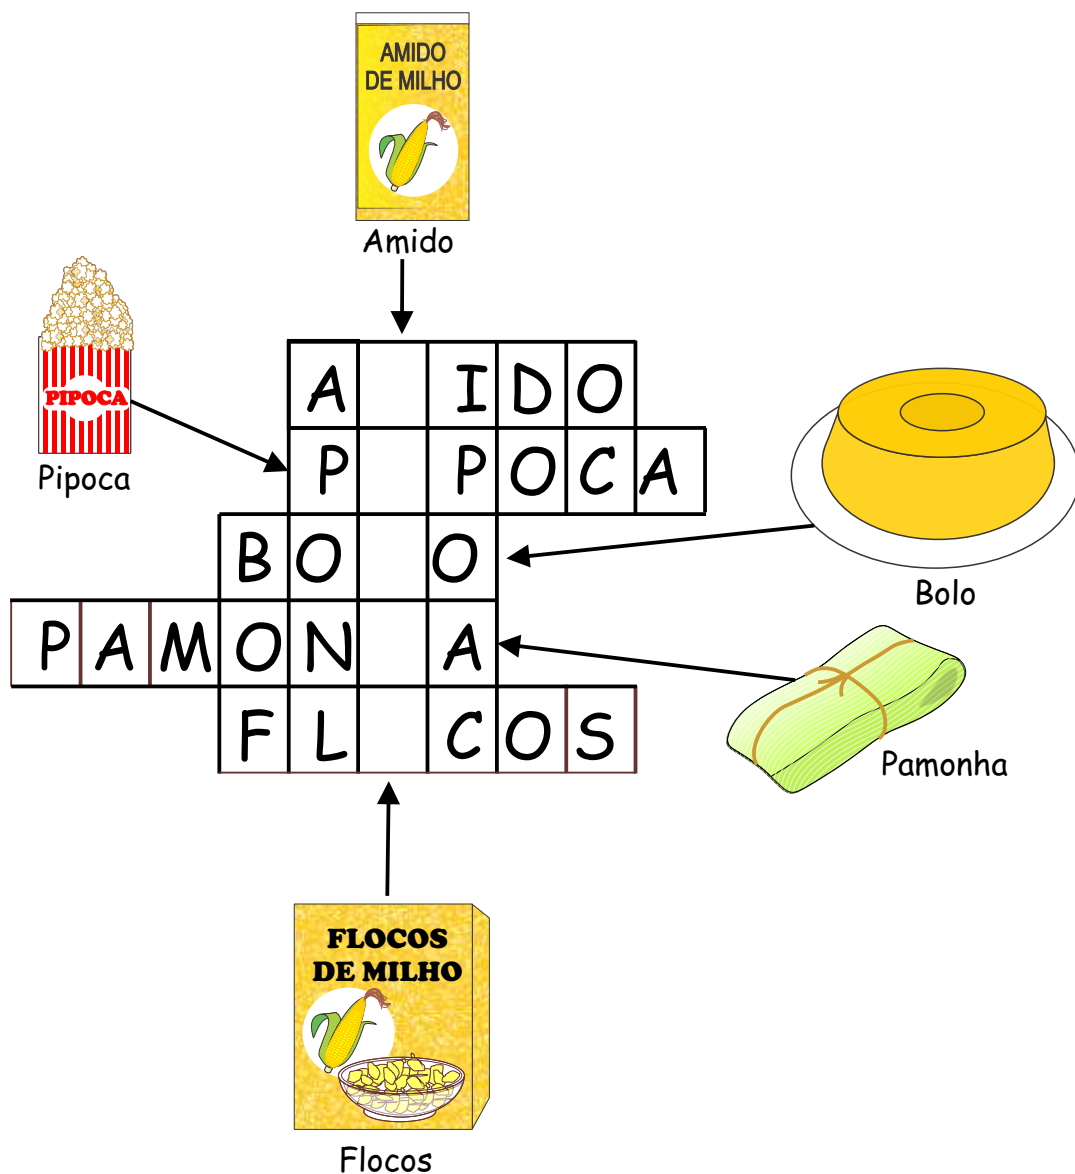 AMIDO
DE MILHO
Amido
PIPOCA
Pipoca
A IDO
P POCA
BO O
Bolo
PAMON A
Pamonha
FL COS
FLOCOS
DE MILHO
Flocos